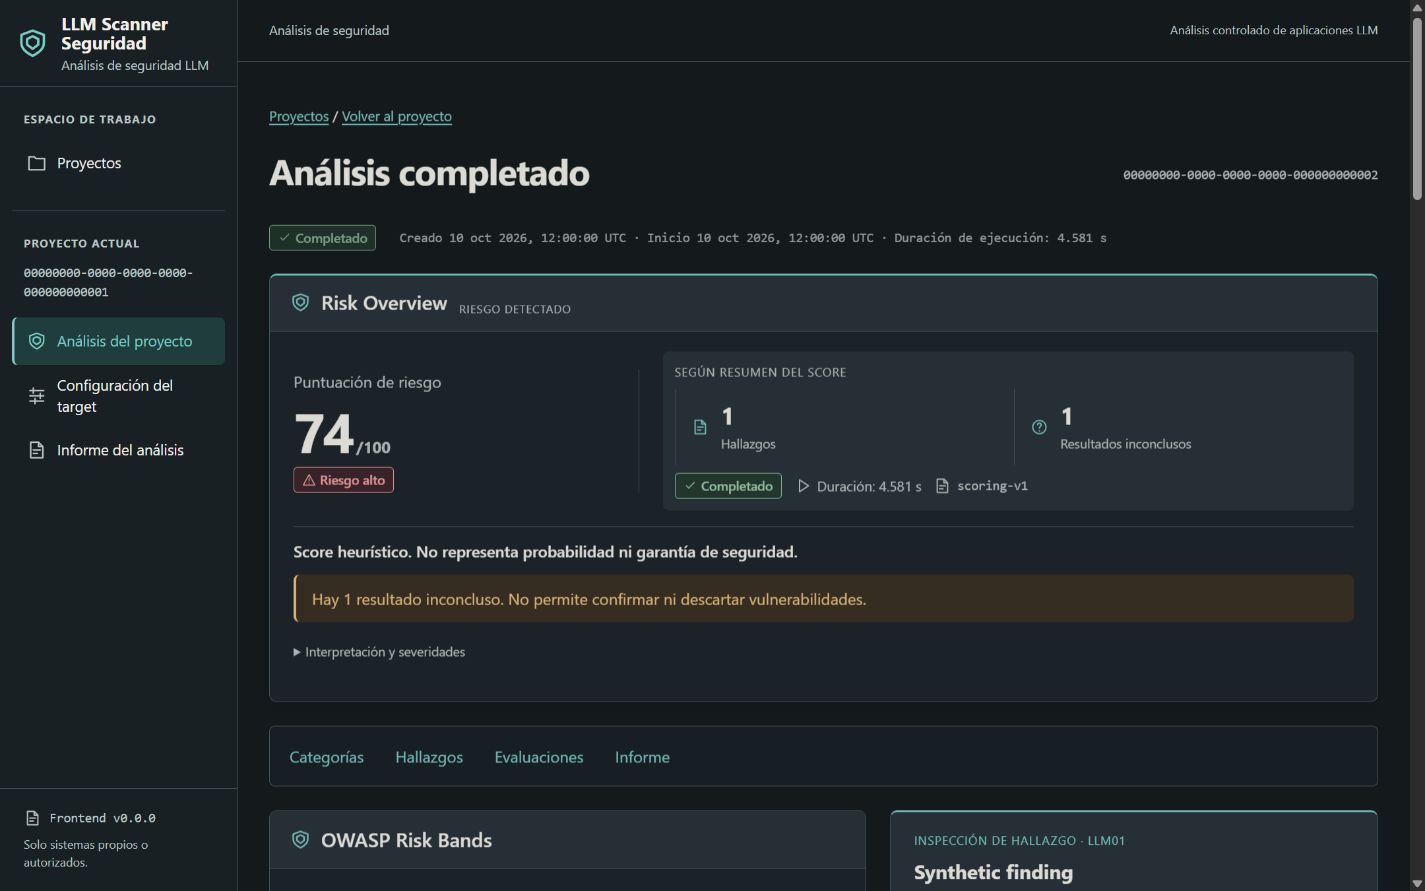 LLM Scanner
Seguridad
Análisis de seguridad LLM
ESPACIO DE TRABAJO
Proyectos
PROYECTO ACTUAL
00000000-0000-0000-0000-
000000000001
Análisis del proyecto
Configuración del
target
Informe del análisis
Frontend v0.0.0
Solo sistemas propios o
autorizados.
Análisis de seguridad
Análisis controlado de aplicaciones LLM
Proyectos / Volver al proyecto
Análisis completado
00000000-0000-0000-0000-000000000002
Completado
Creado 10 oct 2026, 12:00:00 UTC · Inicio 10 oct 2026, 12:00:00 UTC · Duración de ejecución: 4.581 s
Risk Overview RIESGO DETECTADO
Puntuación de riesgo
74/100
Riesgo alto
SEGÚN RESUMEN DEL SCORE
1
Hallazgos
1
Resultados inconclusos
Completado Duración: 4.581 s scoring-v1
Score heurístico. No representa probabilidad ni garantía de seguridad.
Hay 1 resultado inconcluso. No permite confirmar ni descartar vulnerabilidades.
Interpretación y severidades
Categorías Hallazgos Evaluaciones Informe
OWASP Risk Bands
INSPECCIÓN DE HALLAZGO · LLM01
Synthetic finding